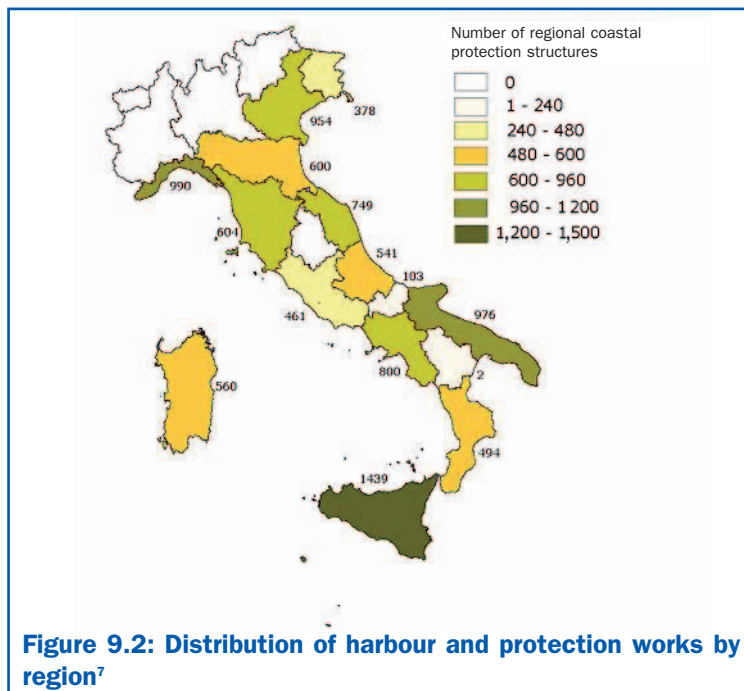 Number of regional coastal
protection structures
0
1 - 240
240 - 480
480 - 600
600 - 960
960 - 1 200
1,200 - 1,500
378
954
600
990
749
604
541
103
461
976
800
2
560
494
1439
Figure 9.2: Distribution of harbour and protection works by
region⁷